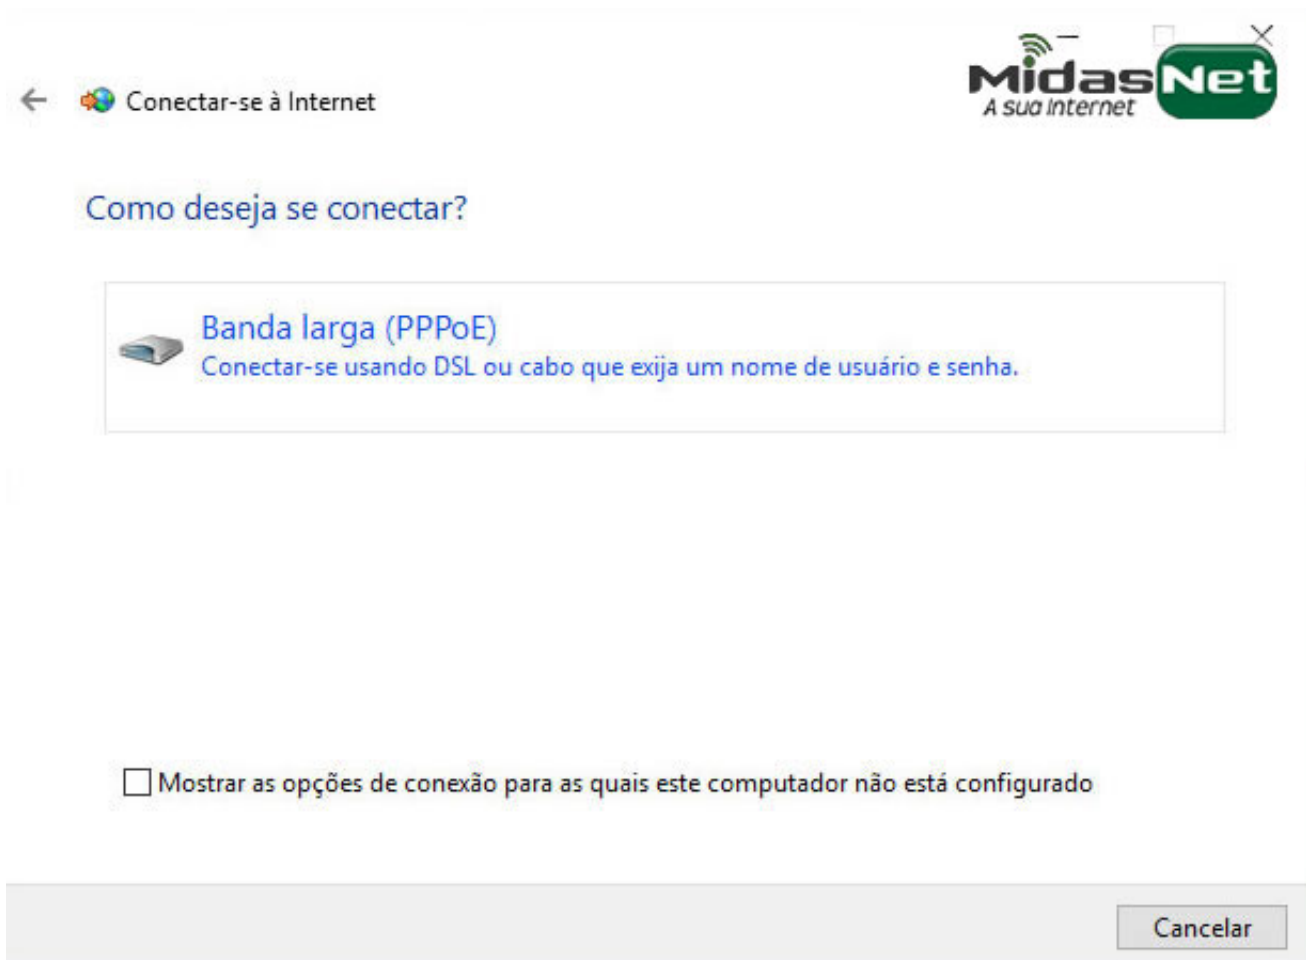 MidasNet
A sua Internet
Conectar-se à Internet
Como deseja se conectar?
Banda larga (PPPoE)
Conectar-se usando DSL ou cabo que exija um nome de usuário e senha.
Mostrar as opções de conexão para as quais este computador não está configurado
Cancelar